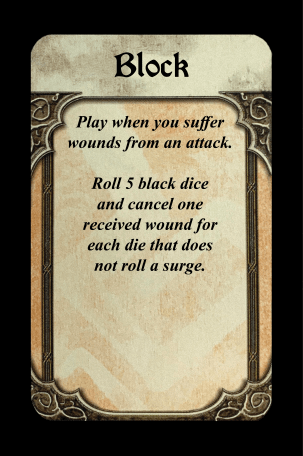 Block
Play when you suffer
wounds from an attack.
Roll 5 black dice
and cancel one
received wound for
each die that does
not roll a surge.